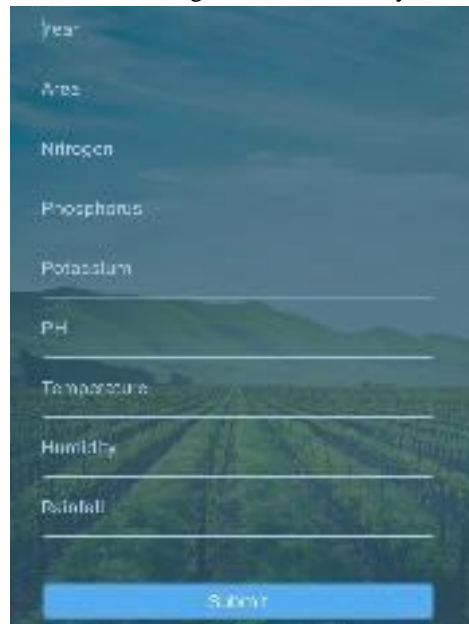 Year
Area
Nitrogen
Phosphorus
Potassium
PH
Temperature
Humidity
Rainfall
Submit